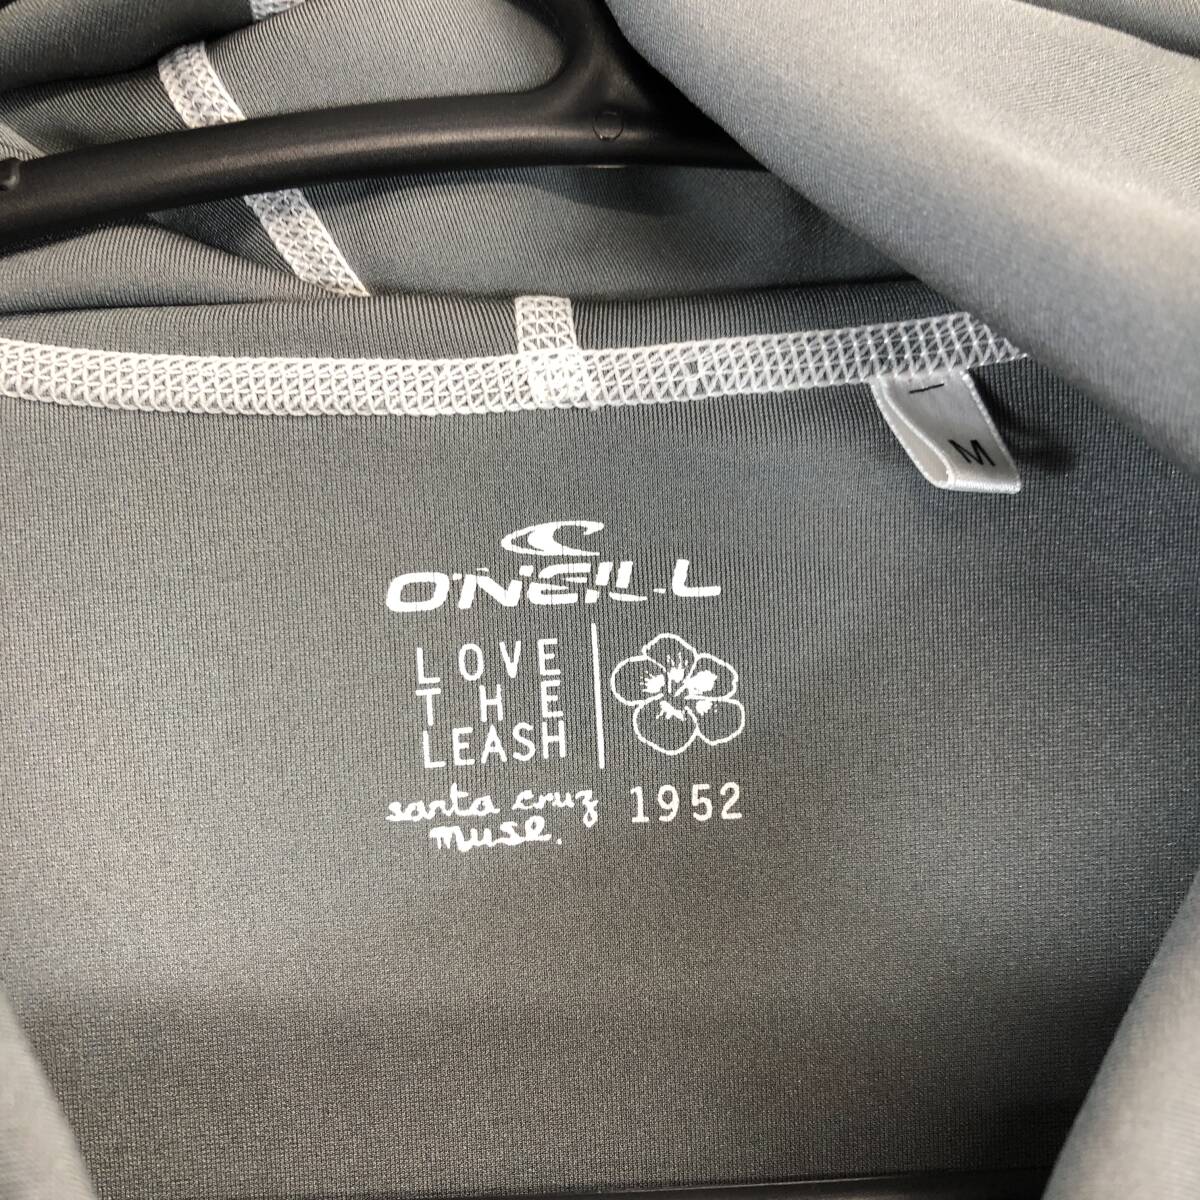 M
O'NEILL
LOVE
THE
LEASH
santa cruz
muse.
1952